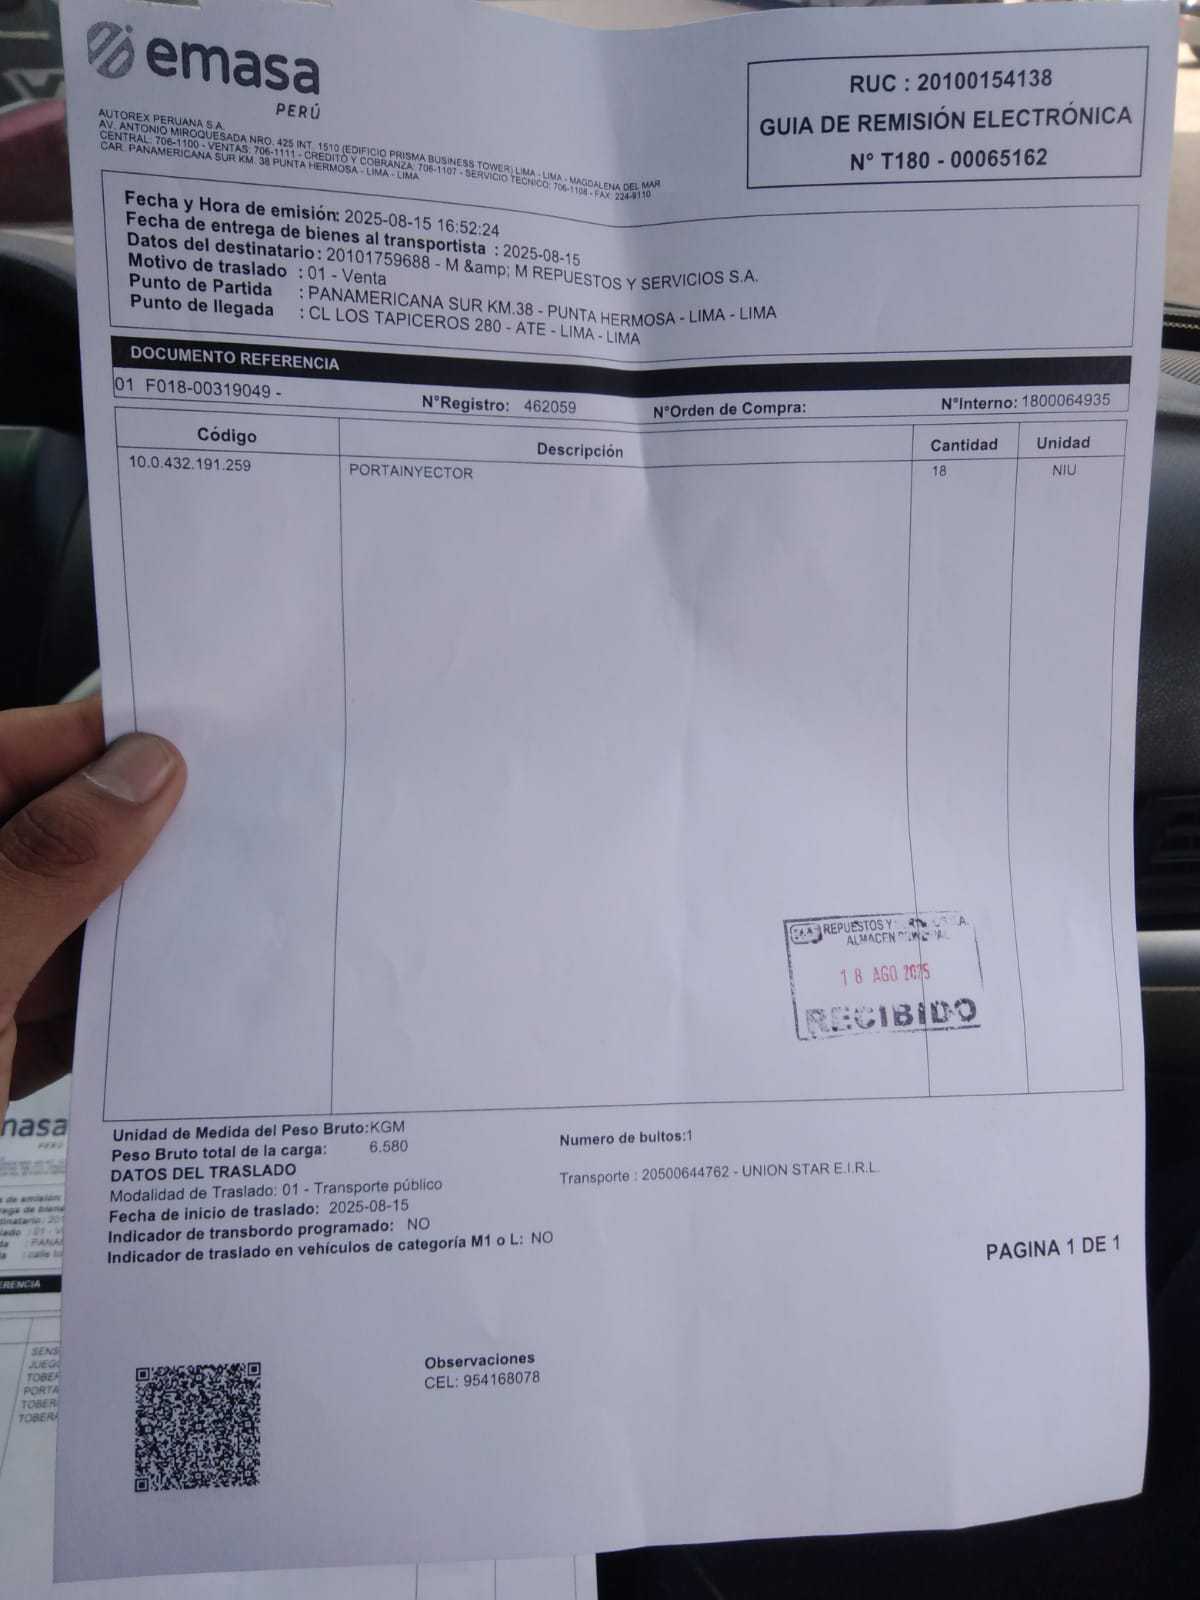 emasa
PERÚ
AUTOREX PERUANA S.A.
AV. ANTONIO MIROQUESADA NRO. 425 INT. 1510 (EDIFICIO PRISMA BUSINESS TOWER) LIMA - LIMA - MAGDALENA DEL MAR
CENTRAL: 706-1100 - VENTAS: 706-1111 - CREDITO Y COBRANZA: 706-1107 - SERVICIO TECNICO: 706-1108 - FAX: 224-9110
CAR. PANAMERICANA SUR KM. 38 PUNTA HERMOSA - LIMA - LIMA
RUC : 20100154138
GUIA DE REMISIÓN ELECTRÓNICA
N° T180 - 00065162
Fecha y Hora de emisión: 2025-08-15 16:52:24
Fecha de entrega de bienes al transportista : 2025-08-15
Datos del destinatario : 20101759688 - M &amp; M REPUESTOS Y SERVICIOS S.A.
Motivo de traslado : 01 - Venta
Punto de Partida : PANAMERICANA SUR KM.38 - PUNTA HERMOSA - LIMA - LIMA
Punto de llegada : CL LOS TAPICEROS 280 - ATE - LIMA - LIMA
DOCUMENTO REFERENCIA
01 F018-00319049 - N°Registro: 462059 N°Orden de Compra: N°Interno: 1800064935
Código Descripción Cantidad Unidad
10.0.432.191.259 PORTAINYECTOR 18 NIU
REPUESTOS Y
ALMACEN
18 AGO 2025
RECIBIDO
Unidad de Medida del Peso Bruto:KGM
Peso Bruto total de la carga: 6.580
Numero de bultos:1
DATOS DEL TRASLADO
Modalidad de Traslado: 01 - Transporte público
Transporte : 20500644762 - UNION STAR E.I.R.L.
Fecha de inicio de traslado: 2025-08-15
Indicador de transbordo programado: NO
Indicador de traslado en vehículos de categoría M1 o L: NO
PAGINA 1 DE 1
Observaciones
CEL: 954168078